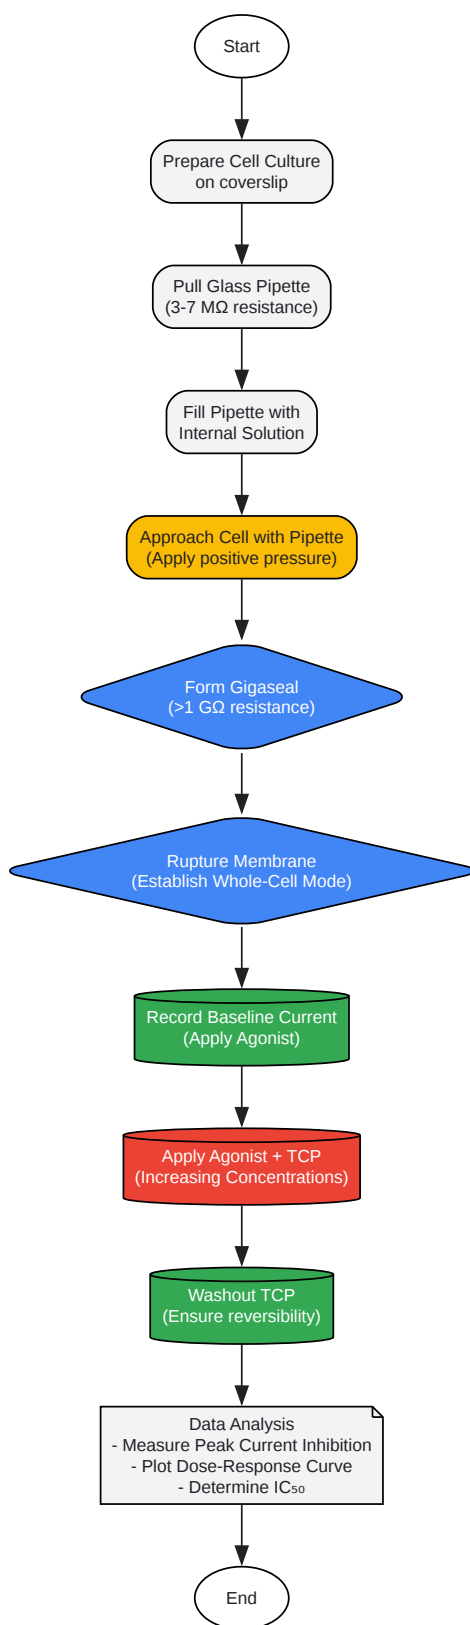 Start
Prepare Cell Culture
on coverslip
Pull Glass Pipette
(3-7 MΩ resistance)
Fill Pipette with
Internal Solution
Approach Cell with Pipette
(Apply positive pressure)
Form Gigaseal
(>1 GΩ resistance)
Rupture Membrane
(Establish Whole-Cell Mode)
Record Baseline Current
(Apply Agonist)
Apply Agonist + TCP
(Increasing Concentrations)
Washout TCP
(Ensure reversibility)
Data Analysis
- Measure Peak Current Inhibition
- Plot Dose-Response Curve
- Determine IC₅₀
End